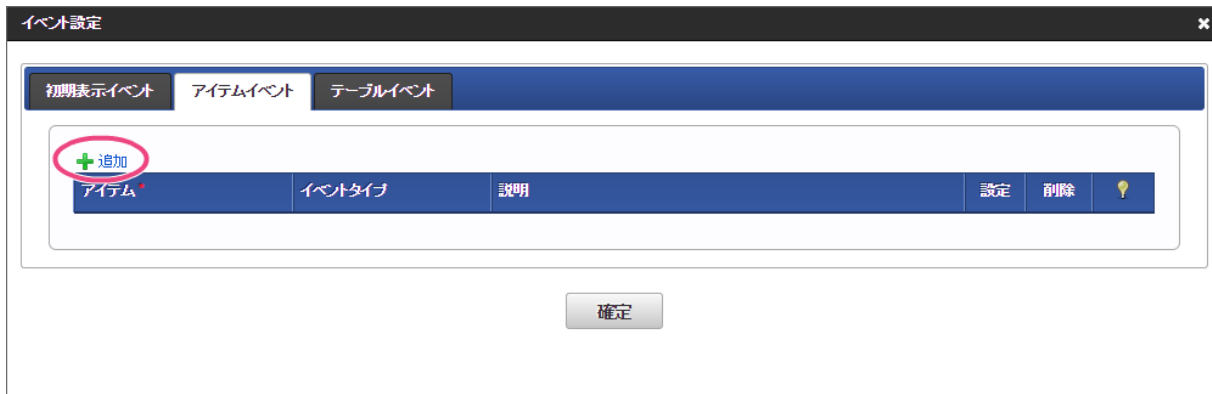 イベント設定
初期表示イベント アイテムイベント テーブルイベント
追加
アイテム* イベントタイプ 説明 設定 削除
確定